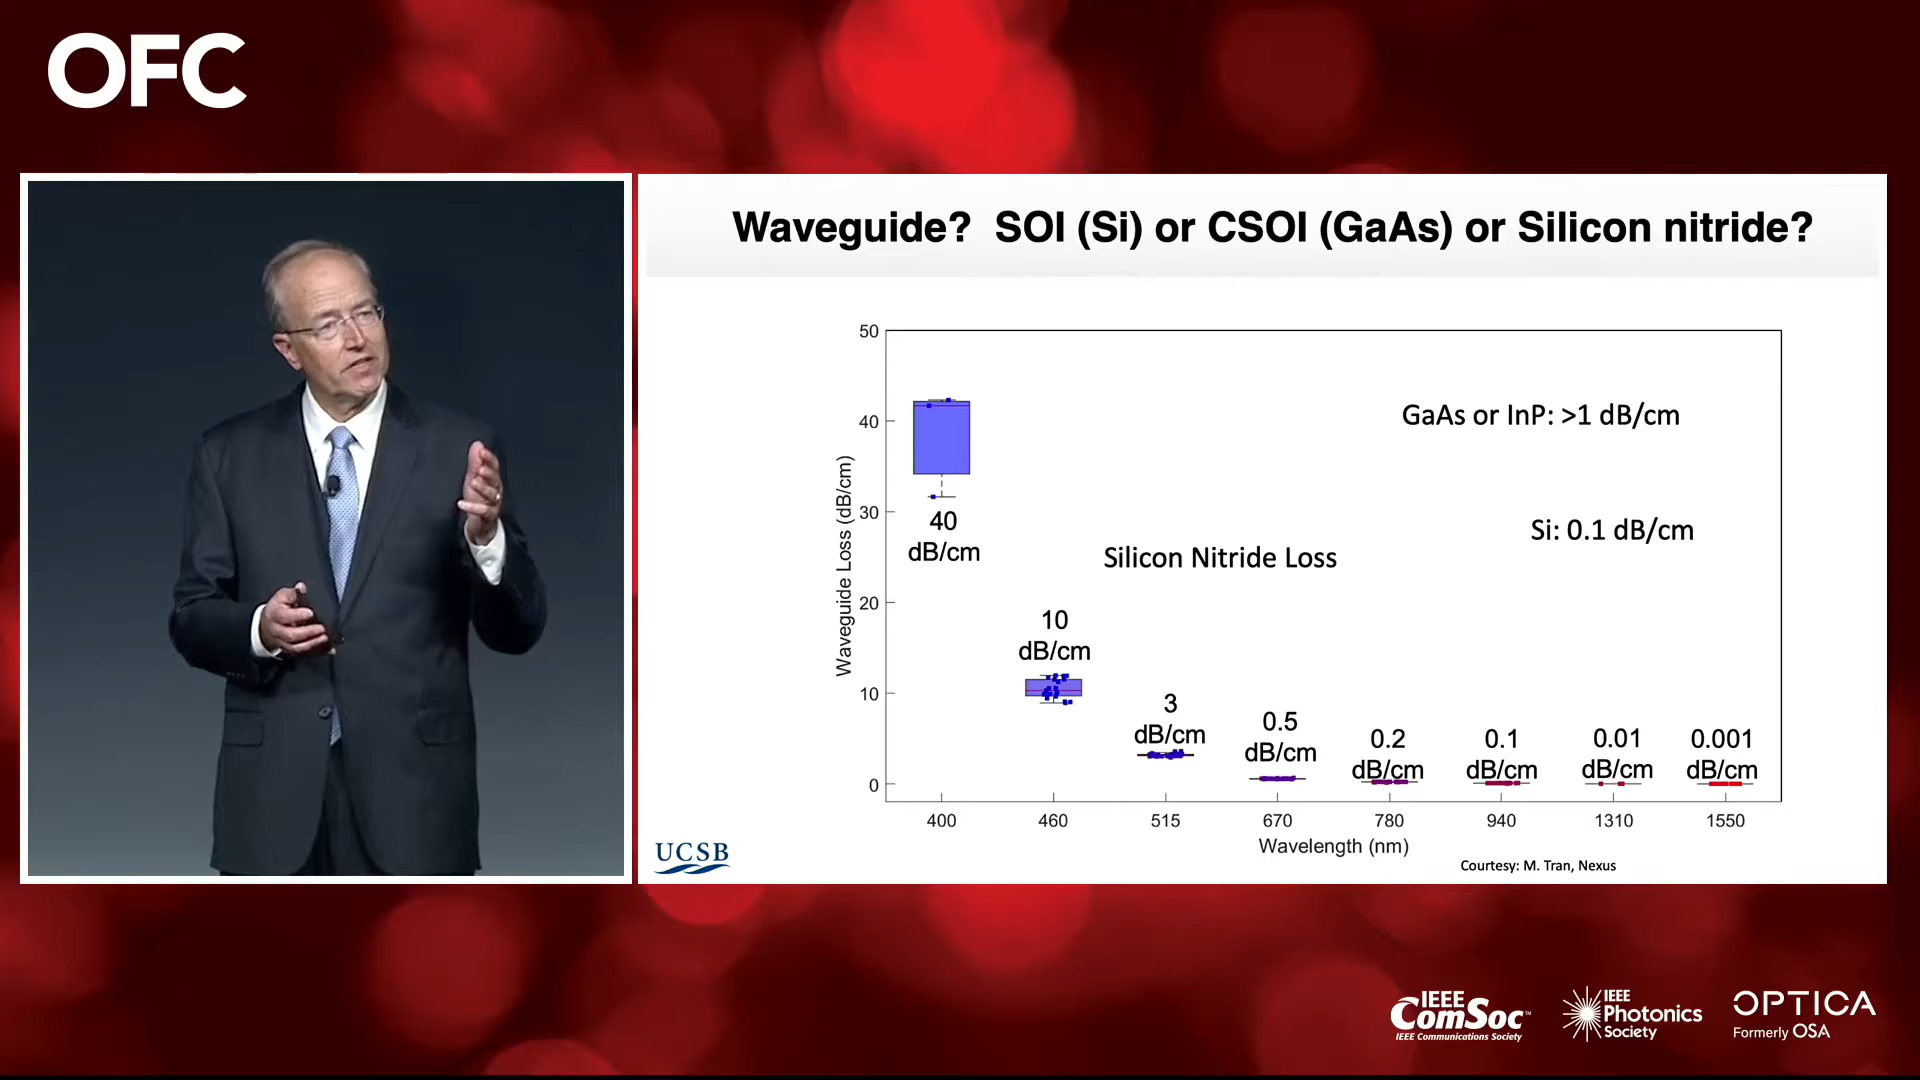 OFC
Waveguide? SOI (Si) or CSOI (GaAs) or Silicon nitride?
50
40
30
20
10
0
Waveguide Loss (dB/cm)
GaAs or InP: >1 dB/cm
Si: 0.1 dB/cm
Silicon Nitride Loss
40
dB/cm
10
dB/cm
3
dB/cm
0.5
dB/cm
0.2
dB/cm
0.1
dB/cm
0.01
dB/cm
0.001
dB/cm
400 460 515 670 780 940 1310 1550
Wavelength (nm)
UCSB
Courtesy: M. Tran, Nexus
IEEE
ComSoc™
IEEE Communications Society
IEEE
Photonics
Society
OPTICA
Formerly OSA